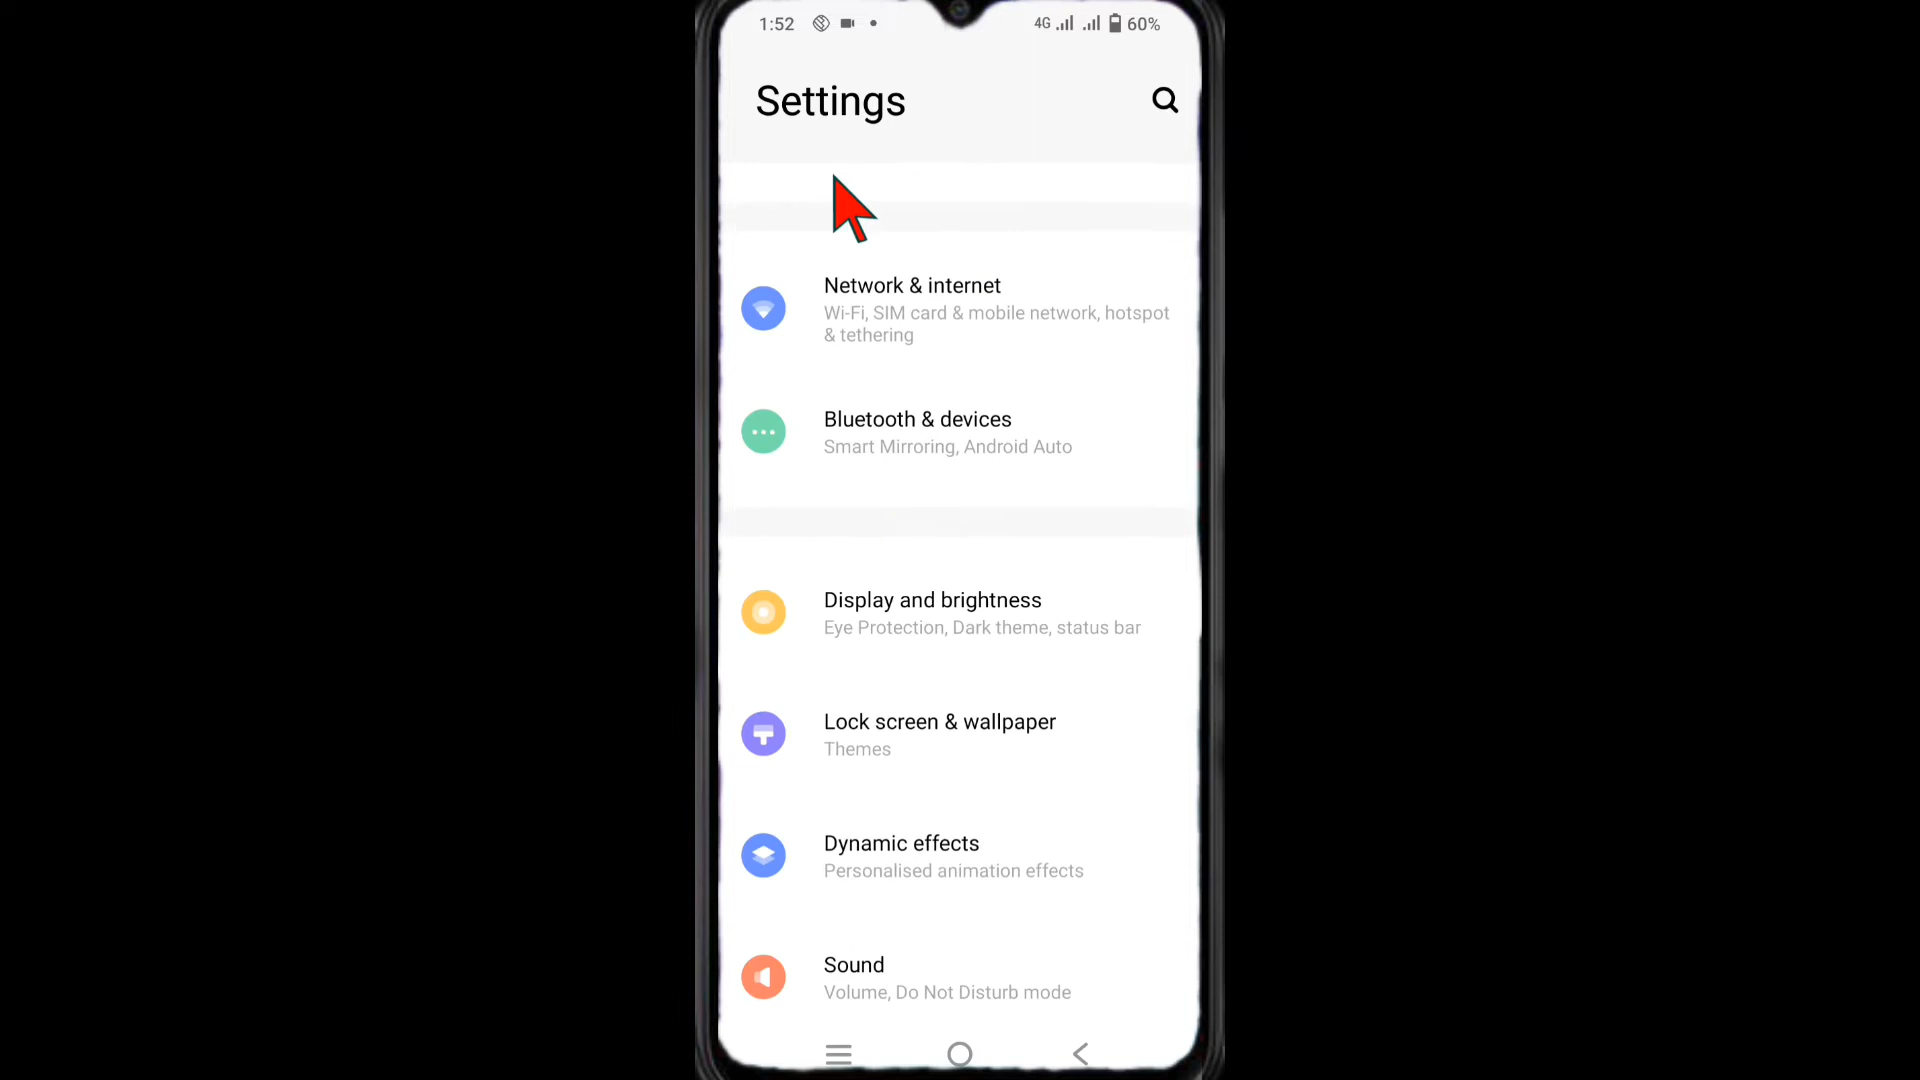 1:52 4G 60%
Settings
Network & internet
Wi-Fi, SIM card & mobile network, hotspot
& tethering
Bluetooth & devices
Smart Mirroring, Android Auto
Display and brightness
Eye Protection, Dark theme, status bar
Lock screen & wallpaper
Themes
Dynamic effects
Personalised animation effects
Sound
Volume, Do Not Disturb mode